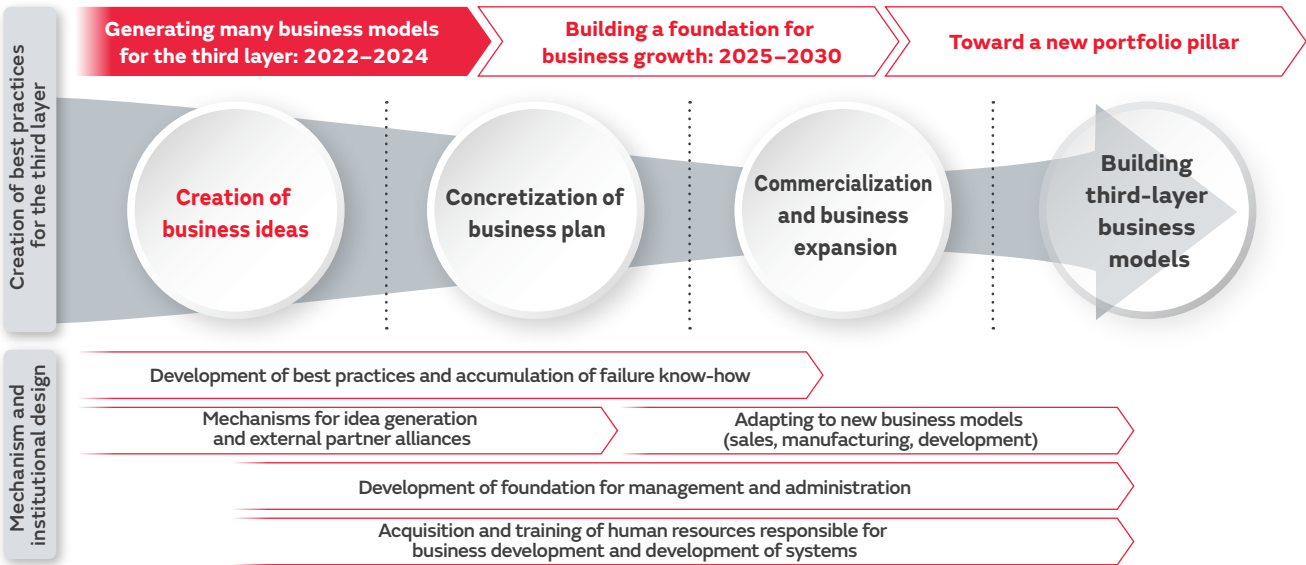 Generating many business models
for the third layer: 2022–2024
Building a foundation for
business growth: 2025–2030
Toward a new portfolio pillar
Creation of best practices
for the third layer
Creation of
business ideas
Concretization of
business plan
Commercialization
and business
expansion
Building
third-layer
business
models
Mechanism and
institutional design
Development of best practices and accumulation of failure know-how
Mechanisms for idea generation
and external partner alliances
Adapting to new business models
(sales, manufacturing, development)
Development of foundation for management and administration
Acquisition and training of human resources responsible for
business development and development of systems